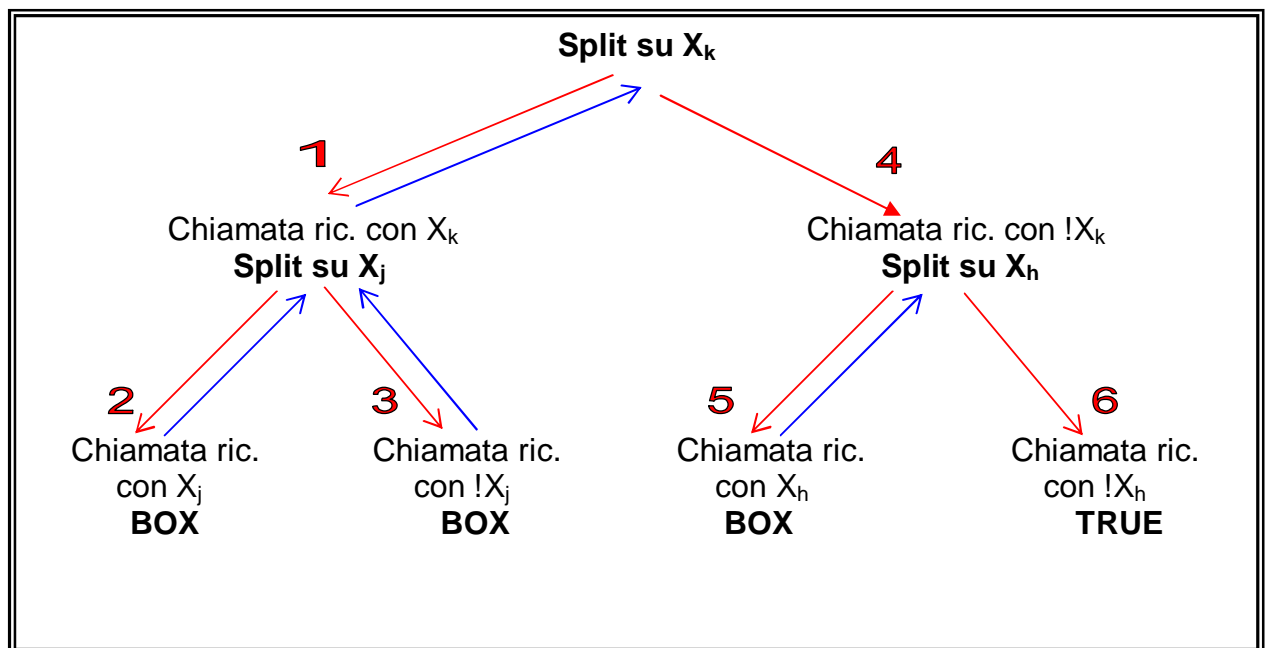 Split su Xk
1
4
Chiamata ric. con Xk
Split su Xj
Chiamata ric. con !Xk
Split su Xh
2
3
5
6
Chiamata ric.
con Xj
BOX
Chiamata ric.
con !Xj
BOX
Chiamata ric.
con Xh
BOX
Chiamata ric.
con !Xh
TRUE